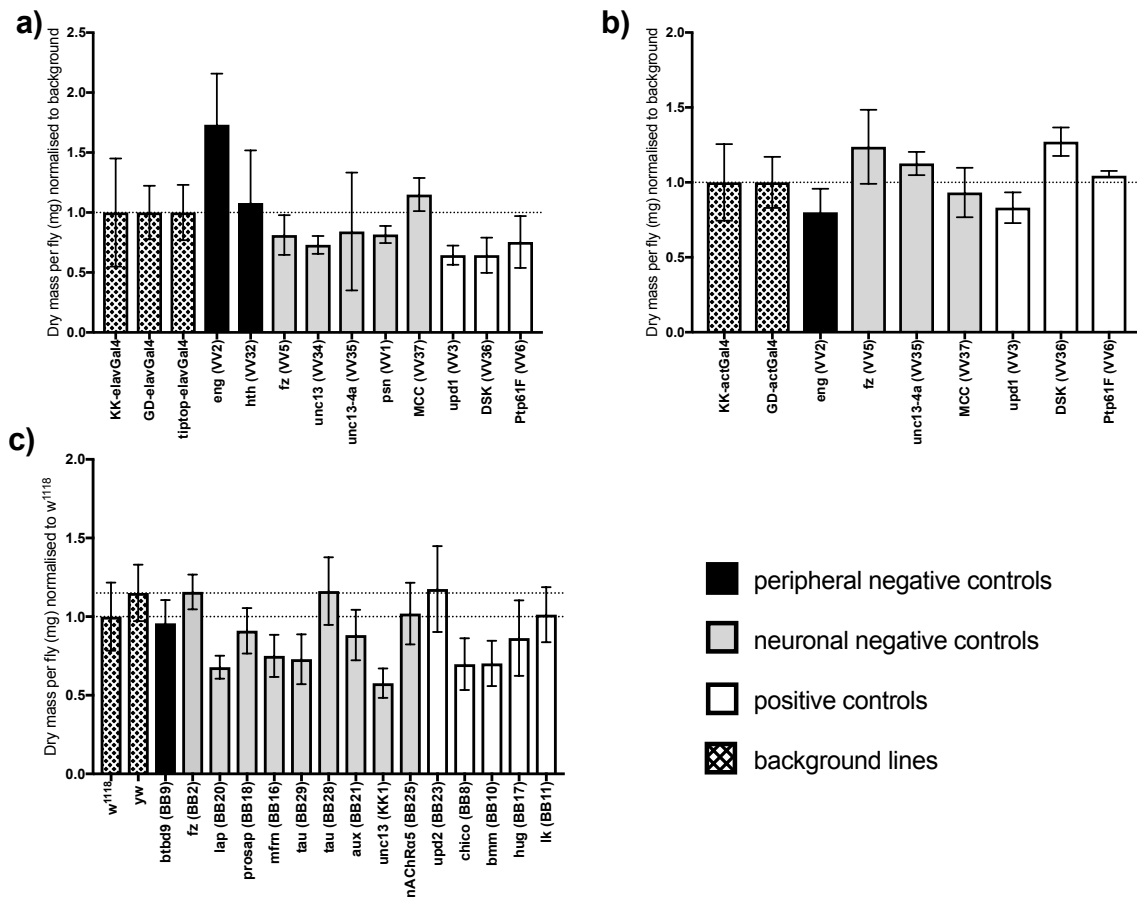 a)
Dry mass per fly (mg) normalised to background
2.5
2.0
1.5
1.0
0.5
0.0
KK-elavGal4
GD-elavGal4
tiptop-elavGal4
eng (VV2)
hth (VV32)
fz (VV5)
unc13 (VV34)
unc13-4a (VV35)
psn (VV1)
MCC (VV37)
upd1 (VV3)
DSK (VV36)
Ptp61F (VV6)
b)
Dry mass per fly (mg) normalised to background
2.0
1.5
1.0
0.5
0.0
KK-actGal4
GD-actGal4
eng (VV2)
fz (VV5)
unc13-4a (VV35)
MCC (VV37)
upd1 (VV3)
DSK (VV36)
Ptp61F (VV6)
c)
Dry mass per fly (mg) normalised to w1118
2.0
1.5
1.0
0.5
0.0
w1118
yw
btbd9 (BB9)
fz (BB2)
lap (BB20)
prosap (BB18)
mfrn (BB16)
tau (BB29)
tau (BB28)
aux (BB21)
unc13 (KK1)
nAChRα5 (BB25)
upd2 (BB23)
chico (BB8)
bmm (BB10)
hug (BB17)
lk (BB11)
peripheral negative controls
neuronal negative controls
positive controls
background lines